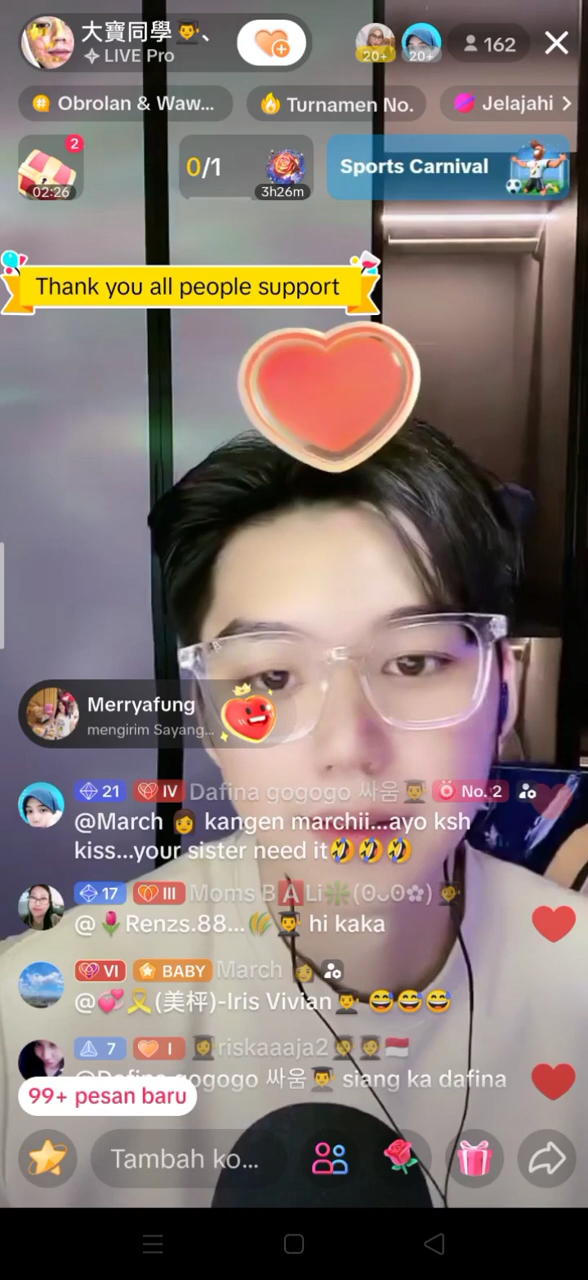 大寶同學👨‍🎓、
LIVE Pro
20+
20+
162
Obrolan & Waw...
Turnamen No.
Jelajahi
2
02:26
0/1
3h26m
Sports Carnival
Thank you all people support
Merryafung
mengirim Sayang...
21 IV Dafina gogogo 싸움👨‍🎓 No. 2
@March 👩 kangen marchii...ayo ksh
kiss...your sister need it🤣🤣🤣
17 III Moms B🅰Li✳(ʘᴗʘ✿)
@🌷Renzs.88...🌾👨‍🎓 hi kaka
VI BABY March 👩
@💞🎗(美枰)-Iris Vivian👨‍🎓 😅😅😅
7 I 👩‍🎓riskaaaja2👩‍🎓👩‍🎓🇮🇩
@Dafina gogogo 싸움👨‍🎓 siang ka dafina
99+ pesan baru
Tambah ko...